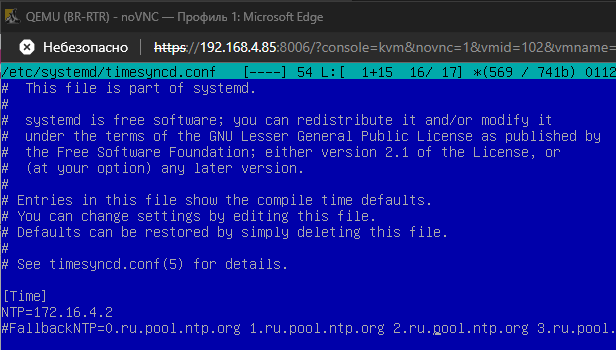 QEMU (BR-RTR) - noVNC — Профиль 1: Microsoft Edge
Небезопасно https://192.168.4.85:8006/?console=kvm&novnc=1&vmid=102&vmname=
/etc/systemd/timesyncd.conf [----] 54 L:[ 1+15 16/ 17] *(569 / 741b) 0112
# This file is part of systemd.
#
# systemd is free software; you can redistribute it and/or modify it
# under the terms of the GNU Lesser General Public License as published by
# the Free Software Foundation; either version 2.1 of the License, or
# (at your option) any later version.
#
# Entries in this file show the compile time defaults.
# You can change settings by editing this file.
# Defaults can be restored by simply deleting this file.
#
# See timesyncd.conf(5) for details.
[Time]
NTP=172.16.4.2
#FallbackNTP=0.ru.pool.ntp.org 1.ru.pool.ntp.org 2.ru.pool.ntp.org 3.ru.pool.